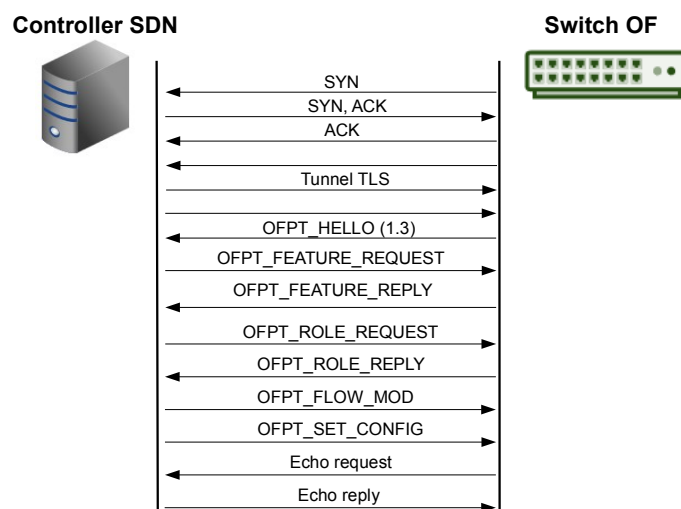 Controller SDN
Switch OF
SYN
SYN, ACK
ACK
Tunnel TLS
OFPT_HELLO (1.3)
OFPT_FEATURE_REQUEST
OFPT_FEATURE_REPLY
OFPT_ROLE_REQUEST
OFPT_ROLE_REPLY
OFPT_FLOW_MOD
OFPT_SET_CONFIG
Echo request
Echo reply